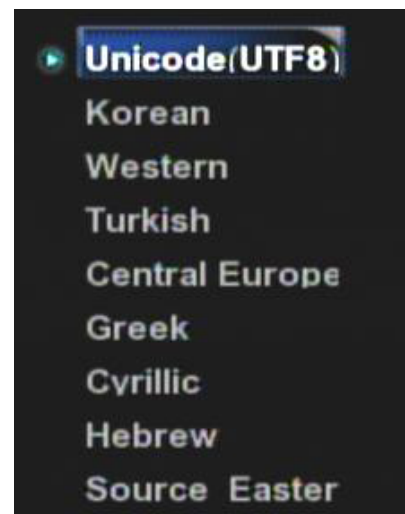 Unicode(UTF8)
Korean
Western
Turkish
Central Europe
Greek
Cyrillic
Hebrew
Source Easter